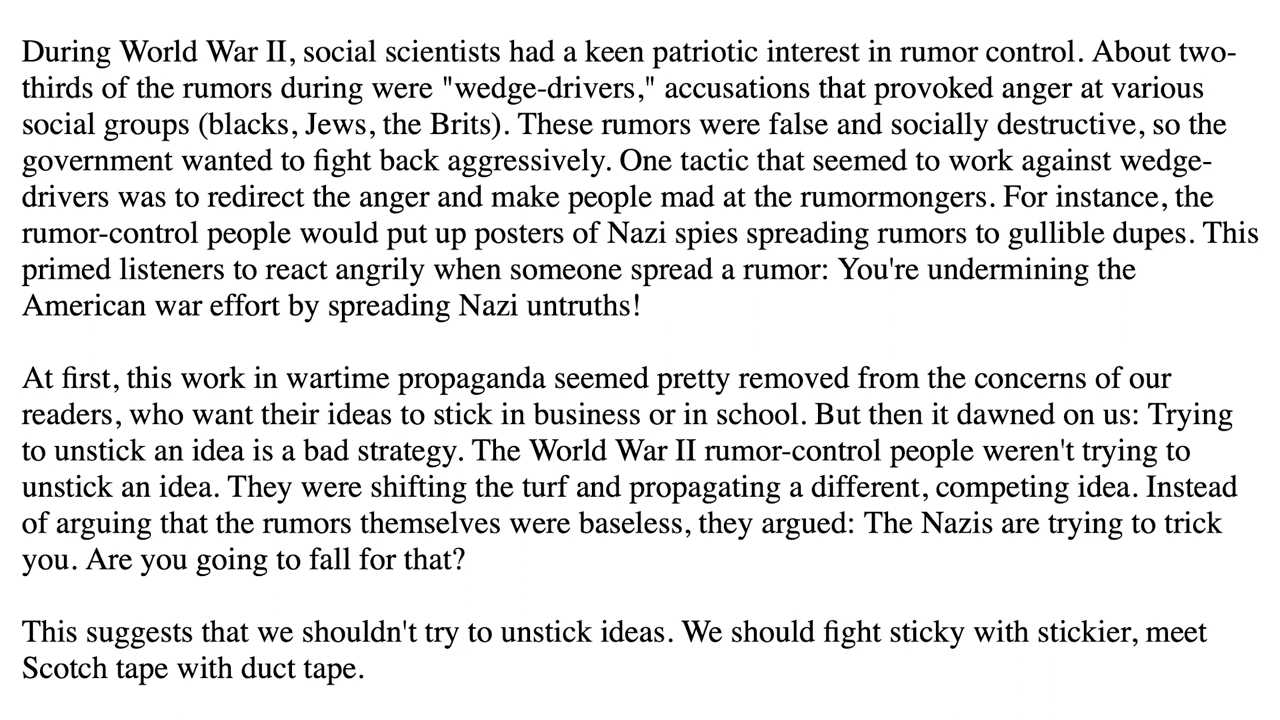 During World War II, social scientists had a keen patriotic interest in rumor control. About two-
thirds of the rumors during were "wedge-drivers," accusations that provoked anger at various
social groups (blacks, Jews, the Brits). These rumors were false and socially destructive, so the
government wanted to fight back aggressively. One tactic that seemed to work against wedge-
drivers was to redirect the anger and make people mad at the rumormongers. For instance, the
rumor-control people would put up posters of Nazi spies spreading rumors to gullible dupes. This
primed listeners to react angrily when someone spread a rumor: You're undermining the
American war effort by spreading Nazi untruths!
At first, this work in wartime propaganda seemed pretty removed from the concerns of our
readers, who want their ideas to stick in business or in school. But then it dawned on us: Trying
to unstick an idea is a bad strategy. The World War II rumor-control people weren't trying to
unstick an idea. They were shifting the turf and propagating a different, competing idea. Instead
of arguing that the rumors themselves were baseless, they argued: The Nazis are trying to trick
you. Are you going to fall for that?
This suggests that we shouldn't try to unstick ideas. We should fight sticky with stickier, meet
Scotch tape with duct tape.